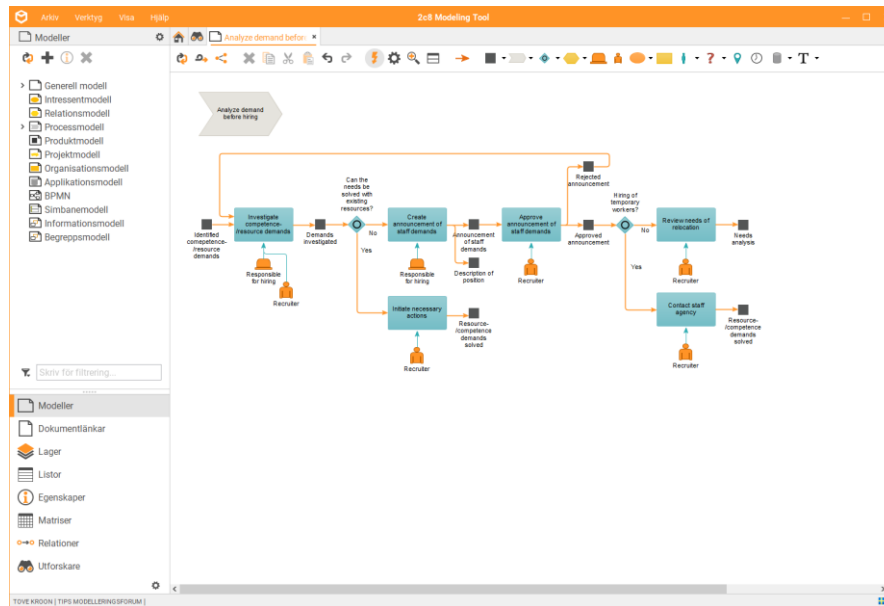 Arkiv Verktyg Visa Hjälp
2c8 Modeling Tool
Modeller
Analyze demand befor
Generell modell
Intressentmodell
Relationsmodell
Processmodell
Produktmodell
Projektmodell
Organisationsmodell
Applikationsmodell
BPMN
Simbanemodell
Informationsmodell
Begreppsmodell
Skriv för filtrering...
Modeller
Dokumentlänkar
Lager
Listor
Egenskaper
Matriser
Relationer
Utforskare
TOVE KROON | TIPS MODELLERINGSFORUM |
Analyze demand
before hiring
Identified
competence-
/resource
demands
Investigate
competence-
/resource demands
Responsible
for hiring
Recruiter
Demands
investigated
Can the
needs be
solved with
existing
resources?
No
Yes
Create
announcement of
staff demands
Responsible
for hiring
Announcement
of staff
demands
Description of
position
Initiate necessary
actions
Recruiter
Resource-
/competence
demands
solved
Approve
announcement of
staff demands
Recruiter
Rejected
announcement
Approved
announcement
Hiring of
temporary
workers?
No
Yes
Review needs of
relocation
Recruiter
Needs
analysis
Contact staff
agency
Recruiter
Resource-
/competence
demands
solved